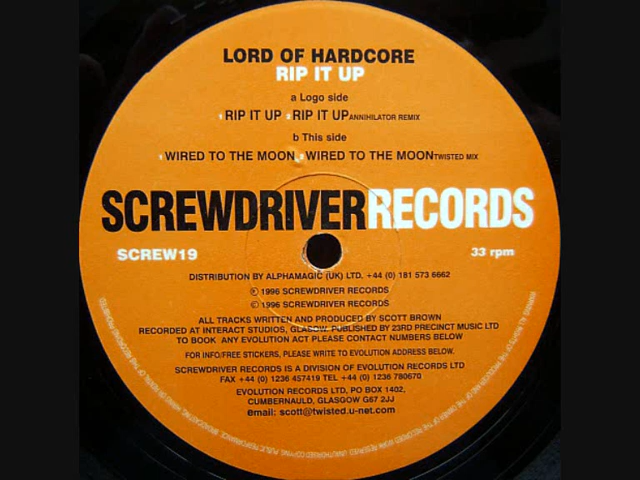 LORD OF HARDCORE
RIP IT UP
a Logo side
1 RIP IT UP 2 RIP IT UP ANNIHILATOR REMIX
b This side
1 WIRED TO THE MOON 2 WIRED TO THE MOON TWISTED MIX
SCREWDRIVERRECORDS
SCREW19
33 rpm
DISTRIBUTION BY ALPHAMAGIC (UK) LTD. +44 (0) 181 573 6662
℗ 1996 SCREWDRIVER RECORDS
© 1996 SCREWDRIVER RECORDS
ALL TRACKS WRITTEN AND PRODUCED BY SCOTT BROWN
RECORDED AT INTERACT STUDIOS, GLASOW. PUBLISHED BY 23RD PRECINCT MUSIC LTD
TO BOOK ANY EVOLUTION ACT PLEASE CONTACT NUMBERS BELOW
FOR INFO/FREE STICKERS, PLEASE WRITE TO EVOLUTION ADDRESS BELOW.
SCREWDRIVER RECORDS IS A DIVISION OF EVOLUTION RECORDS LTD
FAX +44 (0) 1236 457419 TEL +44 (0) 1236 780670
EVOLUTION RECORDS LTD, PO BOX 1402,
CUMBERNAULD, GLASGOW G67 2JJ
email: scott@twisted.u-net.com